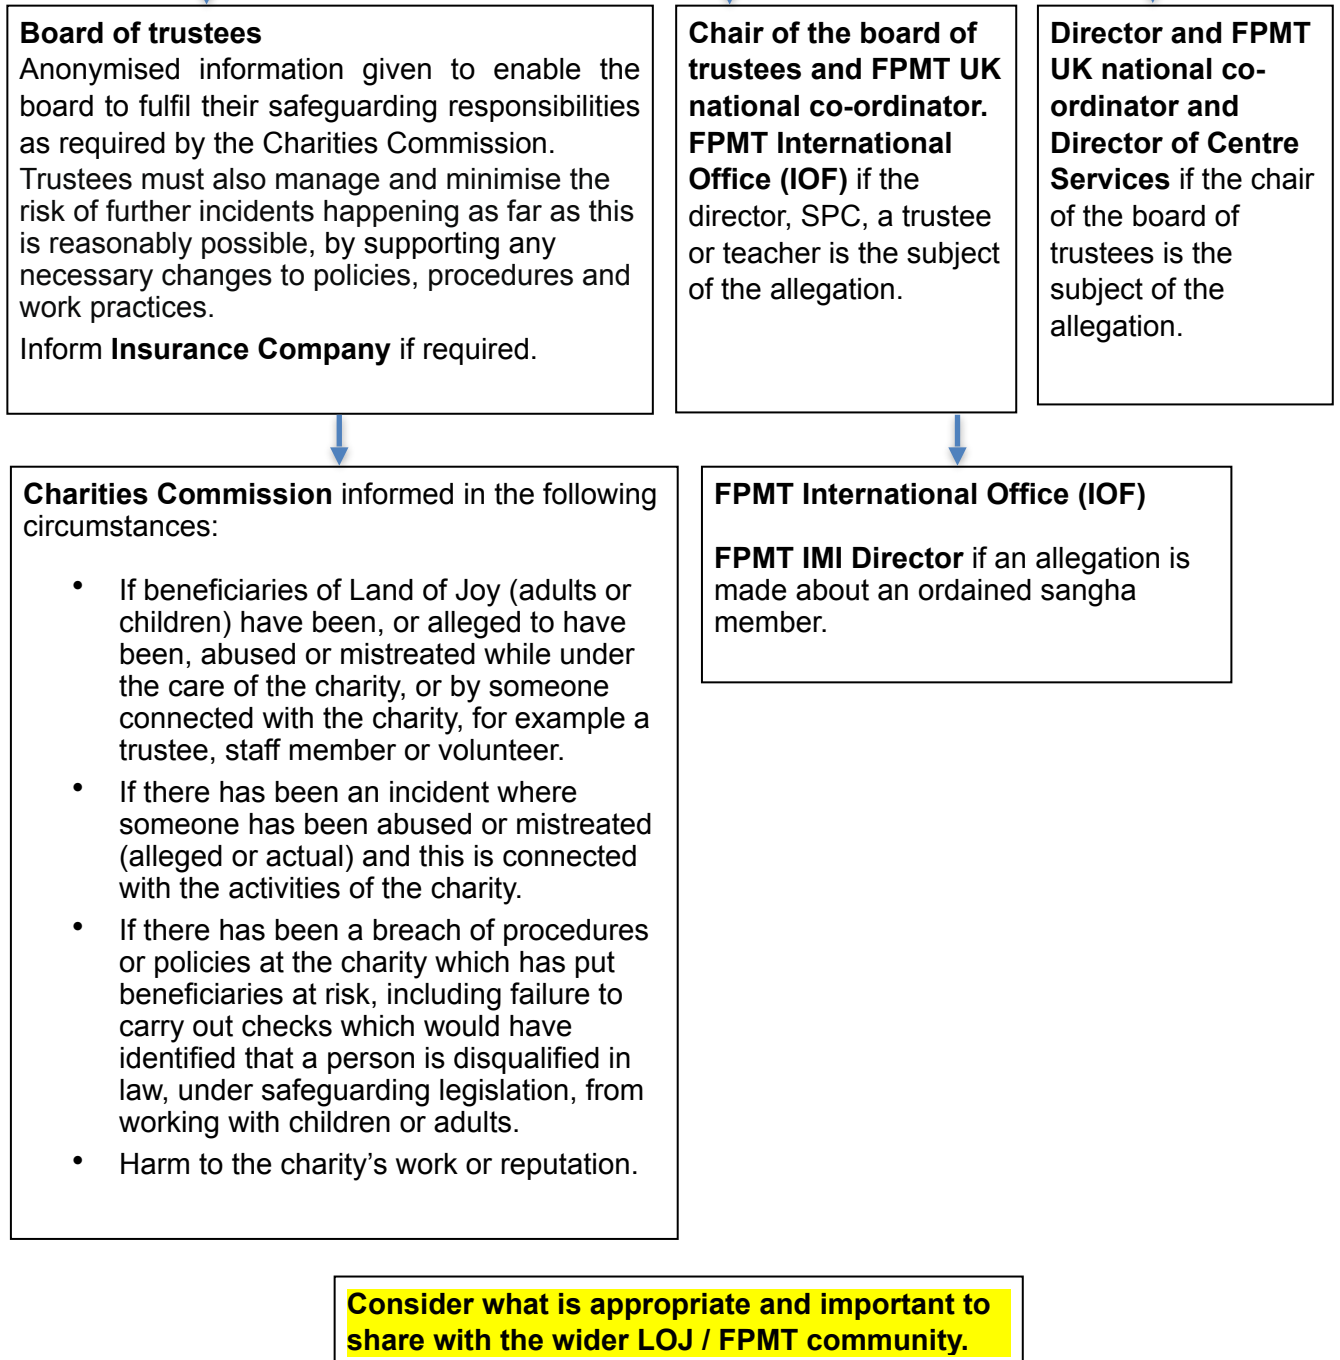 Board of trustees
Anonymised information given to enable the
board to fulfil their safeguarding responsibilities
as required by the Charities Commission.
Trustees must also manage and minimise the
risk of further incidents happening as far as this
is reasonably possible, by supporting any
necessary changes to policies, procedures and
work practices.
Inform Insurance Company if required.
Chair of the board of
trustees and FPMT UK
national co-ordinator.
FPMT International
Office (IOF) if the
director, SPC, a trustee
or teacher is the subject
of the allegation.
Director and FPMT
UK national co-
ordinator and
Director of Centre
Services if the chair
of the board of
trustees is the
subject of the
allegation.
Charities Commission informed in the following
circumstances:
• If beneficiaries of Land of Joy (adults or
children) have been, or alleged to have
been, abused or mistreated while under
the care of the charity, or by someone
connected with the charity, for example a
trustee, staff member or volunteer.
• If there has been an incident where
someone has been abused or mistreated
(alleged or actual) and this is connected
with the activities of the charity.
• If there has been a breach of procedures
or policies at the charity which has put
beneficiaries at risk, including failure to
carry out checks which would have
identified that a person is disqualified in
law, under safeguarding legislation, from
working with children or adults.
• Harm to the charity’s work or reputation.
FPMT International Office (IOF)
FPMT IMI Director if an allegation is
made about an ordained sangha
member.
Consider what is appropriate and important to
share with the wider LOJ / FPMT community.